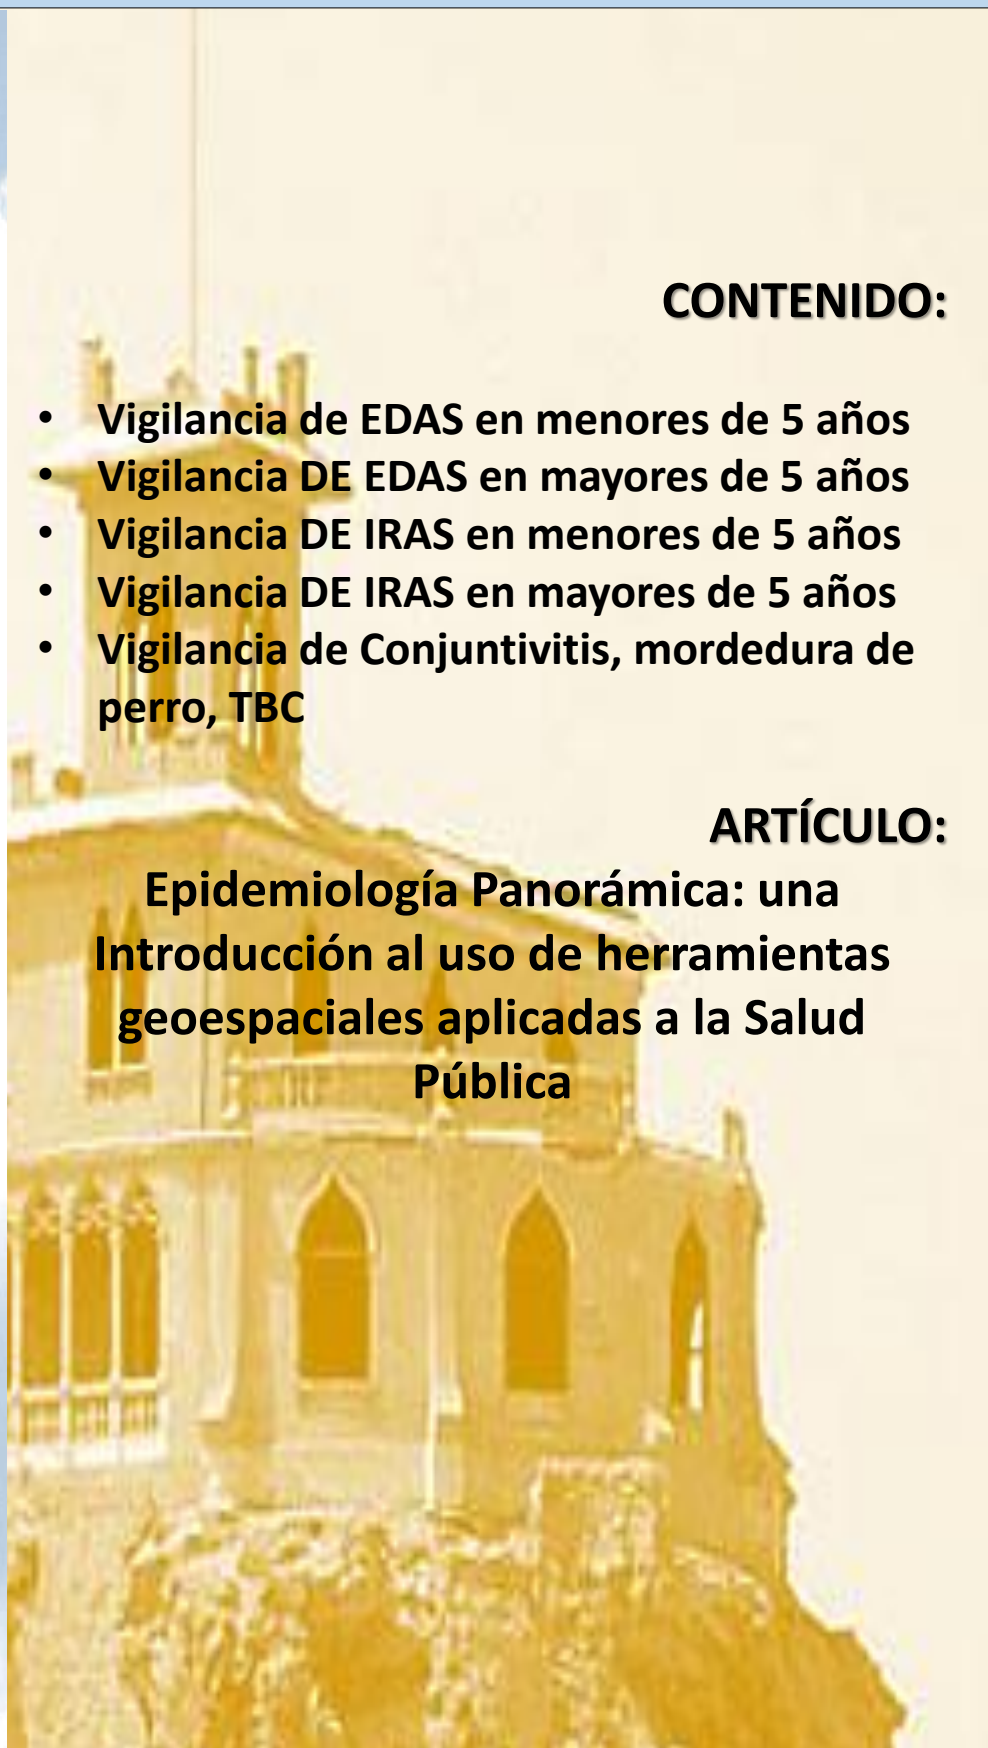 CONTENIDO:
• Vigilancia de EDAS en menores de 5 años
• Vigilancia DE EDAS en mayores de 5 años
• Vigilancia DE IRAS en menores de 5 años
• Vigilancia DE IRAS en mayores de 5 años
• Vigilancia de Conjuntivitis, mordedura de
perro, TBC
ARTÍCULO:
Epidemiología Panorámica: una
Introducción al uso de herramientas
geoespaciales aplicadas a la Salud
Pública